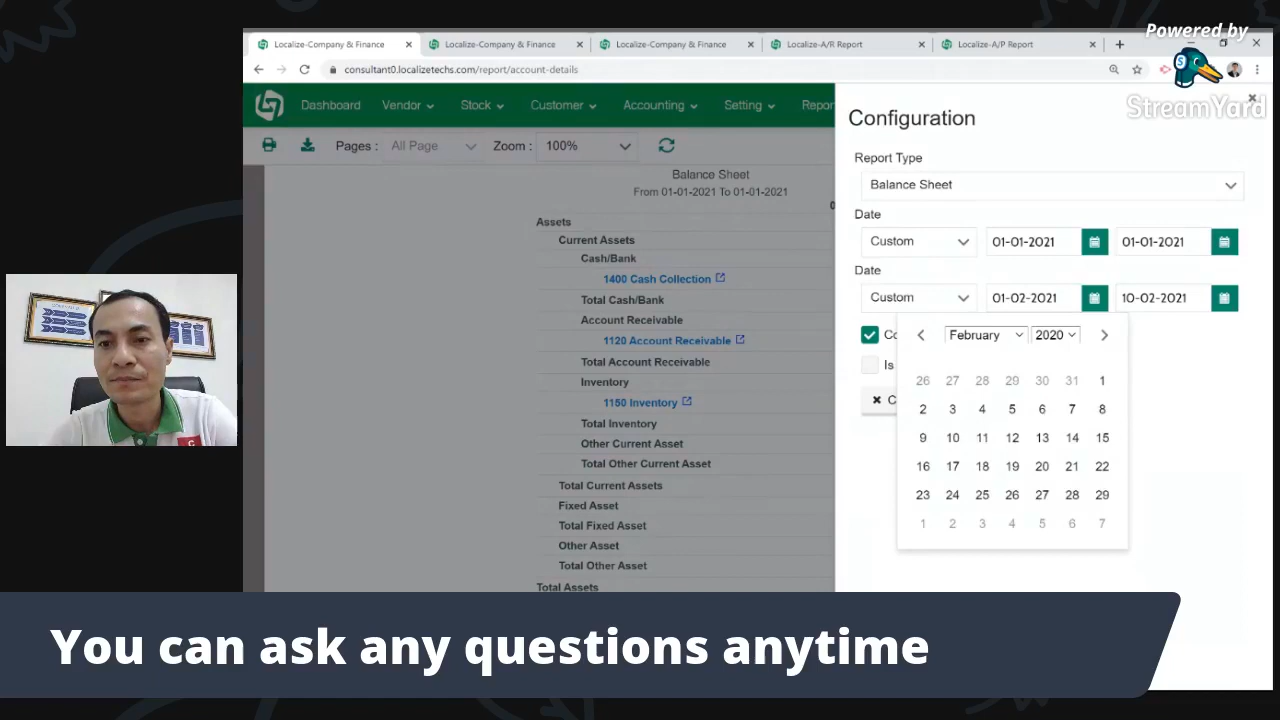 Powered by
StreamYard
Localize-Company & Finance
Localize-Company & Finance
Localize-Company & Finance
Localize-A/R Report
Localize-A/P Report
consultant0.localizetechs.com/report/account-details
Dashboard Vendor Stock Customer Accounting Setting Repor
Pages : All Page Zoom : 100%
Balance Sheet
From 01-01-2021 To 01-01-2021
Assets
Current Assets
Cash/Bank
1400 Cash Collection
Total Cash/Bank
Account Receivable
1120 Account Receivable
Total Account Receivable
Inventory
1150 Inventory
Total Inventory
Other Current Asset
Total Other Current Asset
Total Current Assets
Fixed Asset
Total Fixed Asset
Other Asset
Total Other Asset
Total Assets
Configuration
Report Type
Balance Sheet
Date
Custom 01-01-2021 01-01-2021
Date
Custom 01-02-2021 10-02-2021
Co
Is
C
February 2020
26 27 28 29 30 31 1
2 3 4 5 6 7 8
9 10 11 12 13 14 15
16 17 18 19 20 21 22
23 24 25 26 27 28 29
1 2 3 4 5 6 7
You can ask any questions anytime